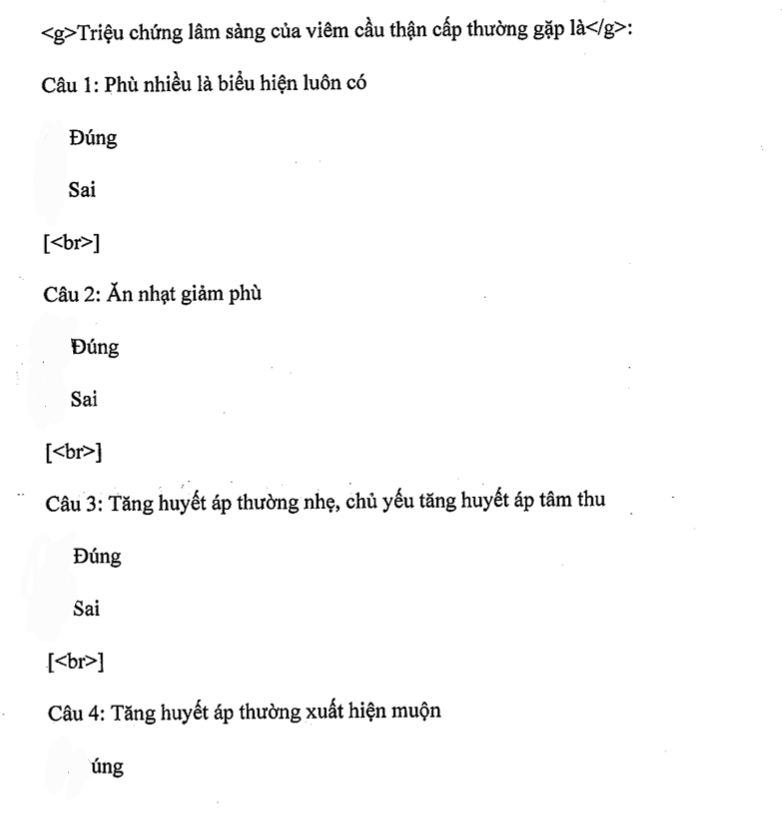 <g>Triệu chứng lâm sàng của viêm cầu thận cấp thường gặp là</g>:
Câu 1: Phù nhiều là biểu hiện luôn có
Đúng
Sai
[<br>]
Câu 2: Ăn nhạt giảm phù
Đúng
Sai
[<br>]
Câu 3: Tăng huyết áp thường nhẹ, chủ yếu tăng huyết áp tâm thu
Đúng
Sai
[<br>]
Câu 4: Tăng huyết áp thường xuất hiện muộn
úng